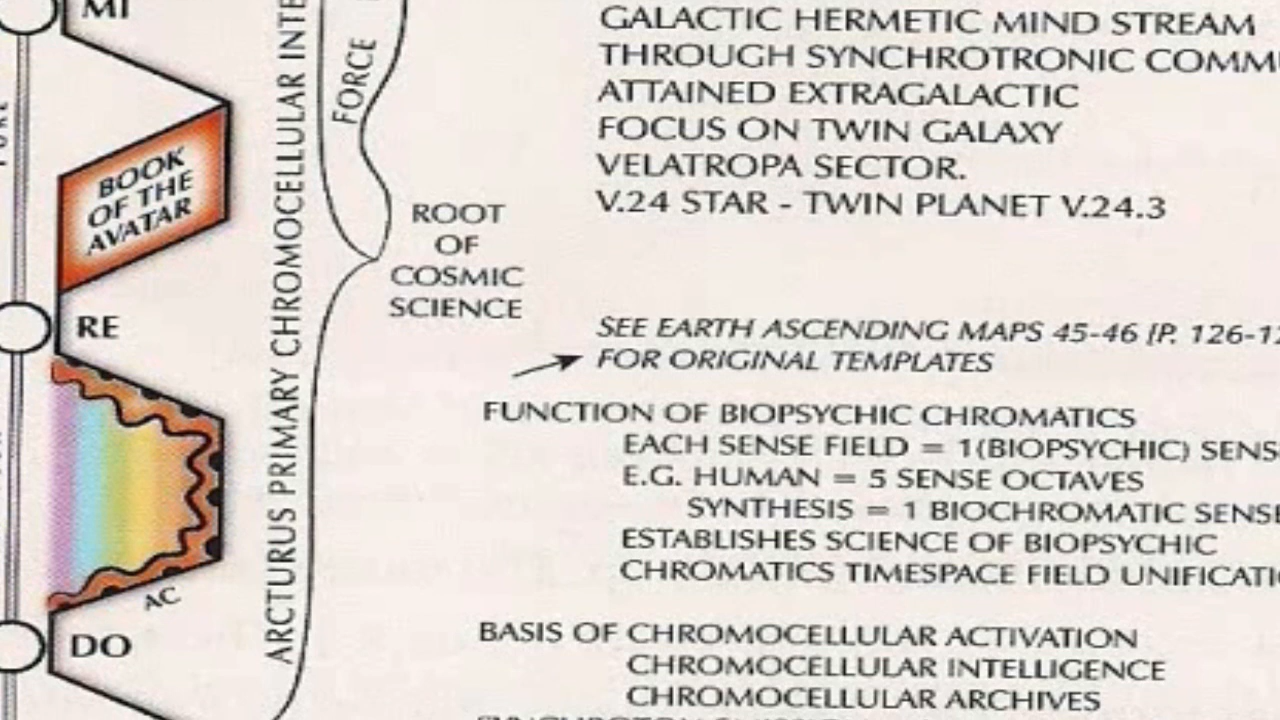 MI
BOOK
OF THE
AVATAR
RE
AC
DO
ARCTURUS PRIMARY CHROMOCELLULAR INTE
FORCE
ROOT
OF
COSMIC
SCIENCE
GALACTIC HERMETIC MIND STREAM
THROUGH SYNCHROTRONIC COMMU
ATTAINED EXTRAGALACTIC
FOCUS ON TWIN GALAXY
VELATROPA SECTOR.
V.24 STAR - TWIN PLANET V.24.3
SEE EARTH ASCENDING MAPS 45-46 [P. 126-12
FOR ORIGINAL TEMPLATES
FUNCTION OF BIOPSYCHIC CHROMATICS
EACH SENSE FIELD = 1(BIOPSYCHIC) SENSE
E.G. HUMAN = 5 SENSE OCTAVES
SYNTHESIS = 1 BIOCHROMATIC SENSE
ESTABLISHES SCIENCE OF BIOPSYCHIC
CHROMATICS TIMESPACE FIELD UNIFICATIO
BASIS OF CHROMOCELLULAR ACTIVATION
CHROMOCELLULAR INTELLIGENCE
CHROMOCELLULAR ARCHIVES